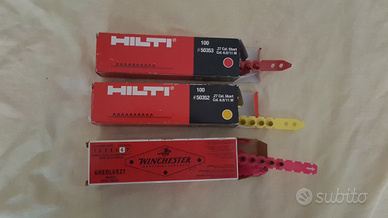 HILTI
100
#50353
.27 Cal. Short
Cal. 6.8/11 M
HILTI
100
#50352
.27 Cal. Short
Cal. 6.8/11 M
WINCHESTER
subito